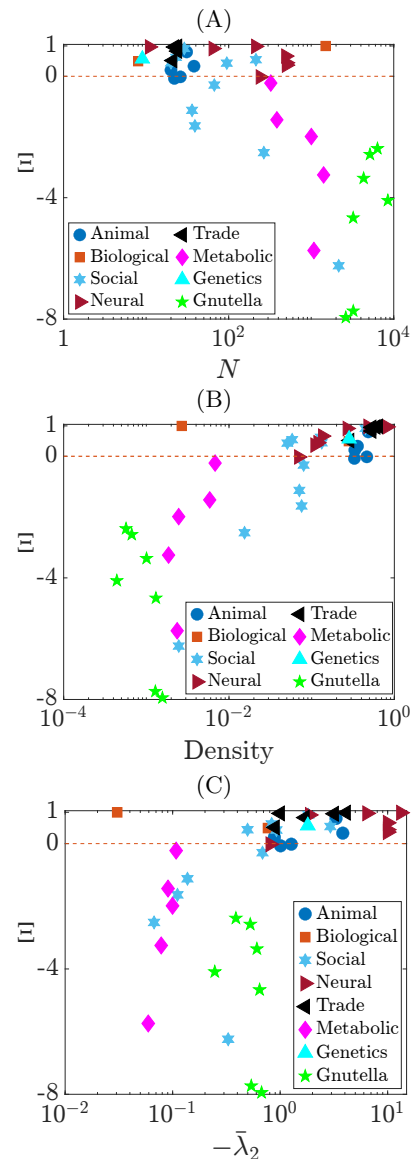 (A)
1
0
-4
-8
Ξ
Animal
Biological
Social
Neural
Trade
Metabolic
Genetics
Gnutella
1
10^2
10^4
N
(B)
1
0
-4
-8
Ξ
Animal
Biological
Social
Neural
Trade
Metabolic
Genetics
Gnutella
10^-4
10^-2
10^0
Density
(C)
1
0
-4
-8
Ξ
Animal
Biological
Social
Neural
Trade
Metabolic
Genetics
Gnutella
10^-2
10^-1
10^0
10^1
-λ̄_2